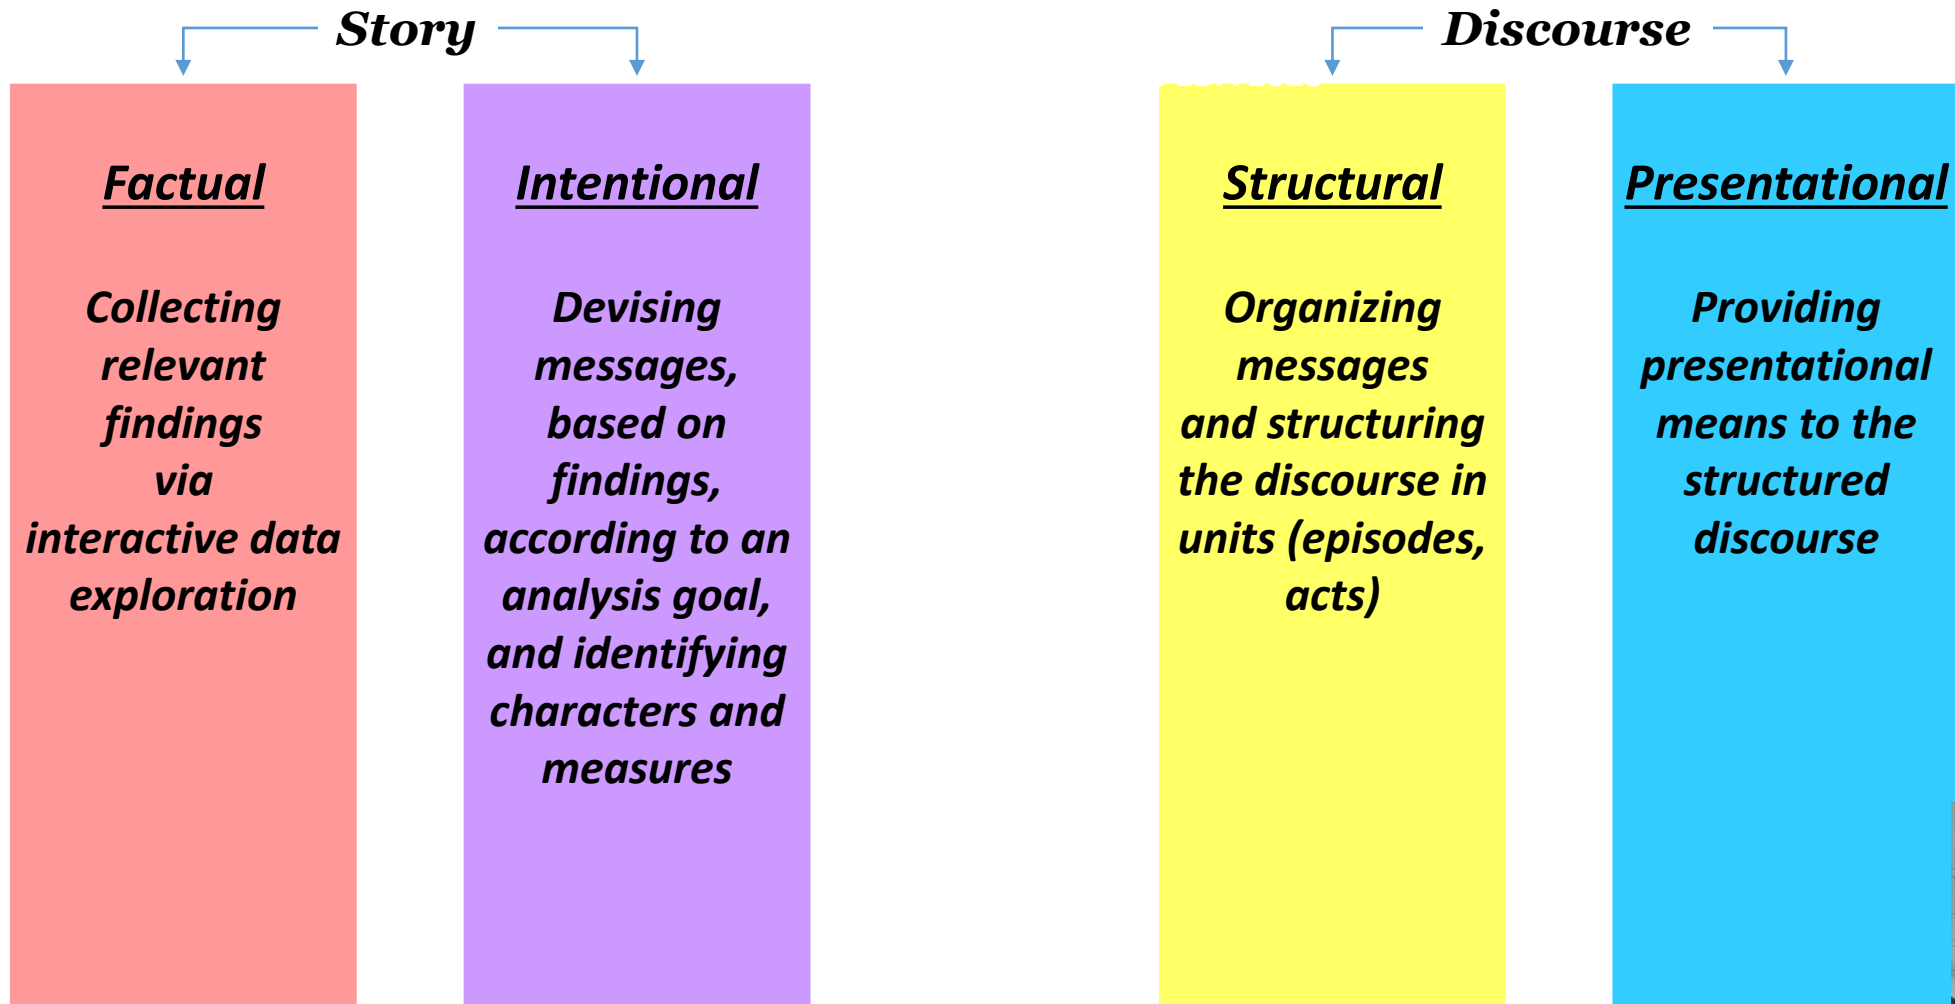 Story
Discourse
Factual
Collecting
relevant
findings
via
interactive data
exploration
Intentional
Devising
messages,
based on
findings,
according to an
analysis goal,
and identifying
characters and
measures
Structural
Organizing
messages
and structuring
the discourse in
units (episodes,
acts)
Presentational
Providing
presentational
means to the
structured
discourse